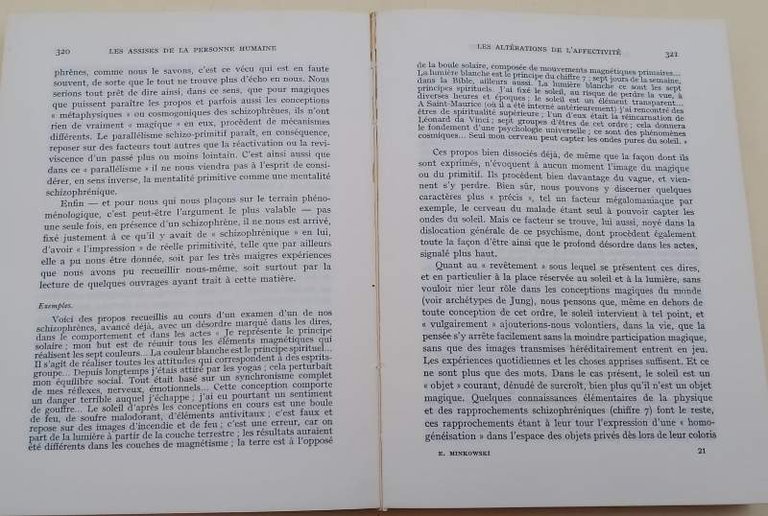 320 LES ASSISES DE LA PERSONNE HUMAINE
phrènes, comme nous le savons, c'est ce vécu qui est en faute
souvent, de sorte que le tout ne trouve plus d'écho en nous. Nous
serions tout prêt de dire ainsi, dans ce sens, que pour magiques
que puissent paraître les propos et parfois aussi les conceptions
« métaphysiques » ou cosmogoniques des schizophrènes, ils n'ont
rien de vraiment « magique » en eux, procèdent de mécanismes
différents. Le parallélisme schizo-primitif paraît, en conséquence,
reposer sur des facteurs tout autres que la réactivation ou la revi-
viscence d'un passé plus ou moins lointain. C'est ainsi aussi que
dans ce « parallélisme » il ne nous viendra pas à l'esprit de consi-
dérer, en sens inverse, la mentalité primitive comme une mentalité
schizophrénique.
Enfin — et pour nous qui nous plaçons sur le terrain phéno-
ménologique, c'est peut-être l'argument le plus valable — pas
une seule fois, en présence d'un schizophrène, il ne nous est arrivé,
fixé justement à ce qu'il y avait de « schizophrénique » en lui,
d'avoir « l'impression » de réelle primitivité, telle que par ailleurs
elle a pu nous être donnée, soit par les très maigres expériences
que nous avons pu recueillir nous-même, soit surtout par la
lecture de quelques ouvrages ayant trait à cette matière.
Exemples.
Voici des propos recueillis au cours d'un examen d'un de nos
schizophrènes, avancé déjà, avec un désordre marqué dans les dires,
dans le comportement et dans les actes « Je représente le principe
solaire ; mon but est de réunir tous les éléments magnétiques qui
réalisent les sept couleurs... La couleur blanche est le principe spirituel...
Il s'agit de réaliser toutes les attitudes qui correspondent à des esprits-
groupe... Depuis longtemps j'étais attiré par les yogas ; cela perturbait
mon équilibre social. Tout était basé sur un synchronisme complet
de mes réflexes, nerveux, émotionnels... Cette conception comporte
un danger terrible auquel j'échappe ; j'ai eu pourtant un sentiment
de gouffre... Le soleil d'après les conceptions en cours est une boule
de feu, de soufre malodorant, d'éléments antivitaux ; c'est faux et
repose sur des images d'incendie et de feu ; c'est une erreur, car on
part de la lumière à partir de la couche terrestre ; les résultats auraient
été différents dans les couches de magnétisme ; la terre est à l'opposé
LES ALTÉRATIONS DE L'AFFECTIVITÉ 321
de la boule solaire, composée de mouvements magnétiques primaires...
La lumière blanche est le principe du chiffre 7 ; sept jours de la semaine,
dans la Bible, ailleurs aussi. La lumière blanche ce sont les sept
principes spirituels. J'ai fixé le soleil, au risque de perdre la vue, à
diverses heures et époques ; le soleil est un élément transparent...
A Saint-Maurice (où il a été interné antérieurement) j'ai rencontré des
êtres de spiritualité supérieure ; l'un d'eux était la réincarnation de
Léonard da Vinci ; sept groupes d'êtres de cet ordre ; cela donnera
le fondement d'une psychologie universelle ; ce sont des phénomènes
cosmiques... Seul mon cerveau peut capter les ondes pures du soleil. »
Ces propos bien dissociés déjà, de même que la façon dont ils
sont exprimés, n'évoquent à aucun moment l'image du magique
ou du primitif. Ils procèdent bien davantage du vague, et vien-
nent s'y perdre. Bien sûr, nous pouvons y discerner quelques
caractères plus « précis », tel un facteur mégalomaniaque par
exemple, le cerveau du malade étant seul à pouvoir capter les
ondes du soleil. Mais ce facteur se trouve, lui aussi, noyé dans la
dislocation générale de ce psychisme, dont procèdent également
toute la façon d'être ainsi que le profond désordre dans les actes,
signalé plus haut.
Quant au « revêtement » sous lequel se présentent ces dires,
et en particulier à la place réservée au soleil et à la lumière, sans
vouloir nier leur rôle dans les conceptions magiques du monde
(voir archétypes de Jung), nous pensons que, même en dehors de
toute conception de cet ordre, le soleil intervient à tel point, et
« vulgairement » ajouterions-nous volontiers, dans la vie, que la
pensée s'y arrête facilement sans la moindre participation magique,
sans que des images transmises héréditairement entrent en jeu.
Les expériences quotidiennes et les choses apprises suffisent. Et ce
ne sont plus que des mots. Dans le cas présent, le soleil est un
« objet » courant, dénudé de surcroît, bien plus qu'il n'est un objet
magique. Quelques connaissances élémentaires de la physique
et des rapprochements schizophréniques (chiffre 7) font le reste,
ces rapprochements étant à leur tour l'expression d'une « homo-
généisation » dans l'espace des objets privés dès lors de leur coloris
E. MINKOWSKI 21